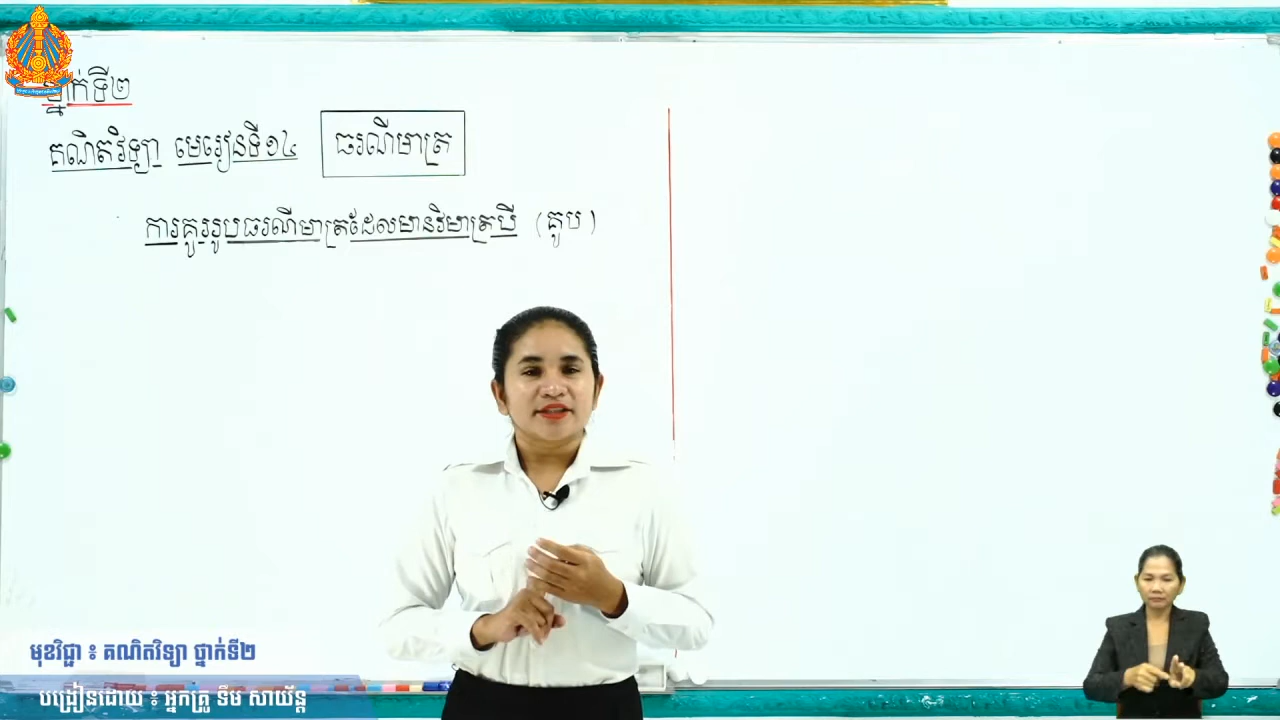 ថ្នាក់ទី២
គណិតវិទ្យា មេរៀនទី១៤ ធរណីមាត្រ
ការគូររូបធរណីមាត្រដែលមានវិមាត្របី (គូប)
មុខវិជ្ជា ៖ គណិតវិទ្យា ថ្នាក់ទី២
បង្រៀនដោយ ៖ អ្នកគ្រូ ទឹម សាយ័ន្ត